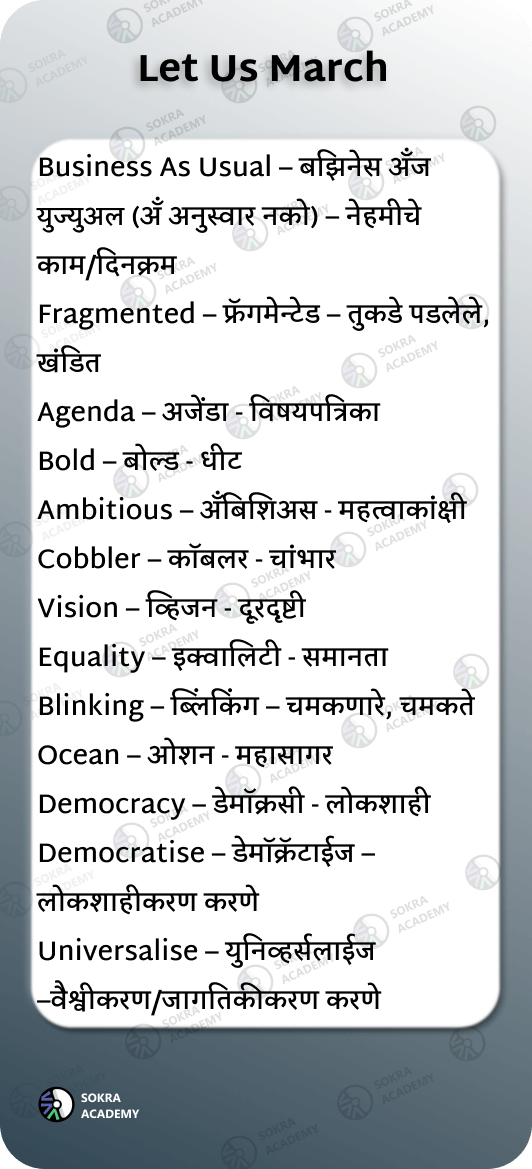 Let Us March
Business As Usual – बझिनेस अँज
युज्युअल (अँ अनुस्वार नको) – नेहमीचे
काम/दिनक्रम
Fragmented – फ्रॅगमेन्टेड – तुकडे पडलेले,
खंडित
Agenda – अजेंडा - विषयपत्रिका
Bold – बोल्ड - धीट
Ambitious – अँबिशिअस - महत्वाकांक्षी
Cobbler – कॉबलर - चांभार
Vision – व्हिजन - दूरदृष्टी
Equality – इक्वालिटी - समानता
Blinking – ब्लिंकिंग – चमकणारे, चमकते
Ocean – ओशन - महासागर
Democracy – डेमॉक्रसी - लोकशाही
Democratise – डेमॉक्रॅटाईज –
लोकशाहीकरण करणे
Universalise – युनिव्हर्सलाईज
–वैश्वीकरण/जागतिकीकरण करणे
SOKRA
ACADEMY